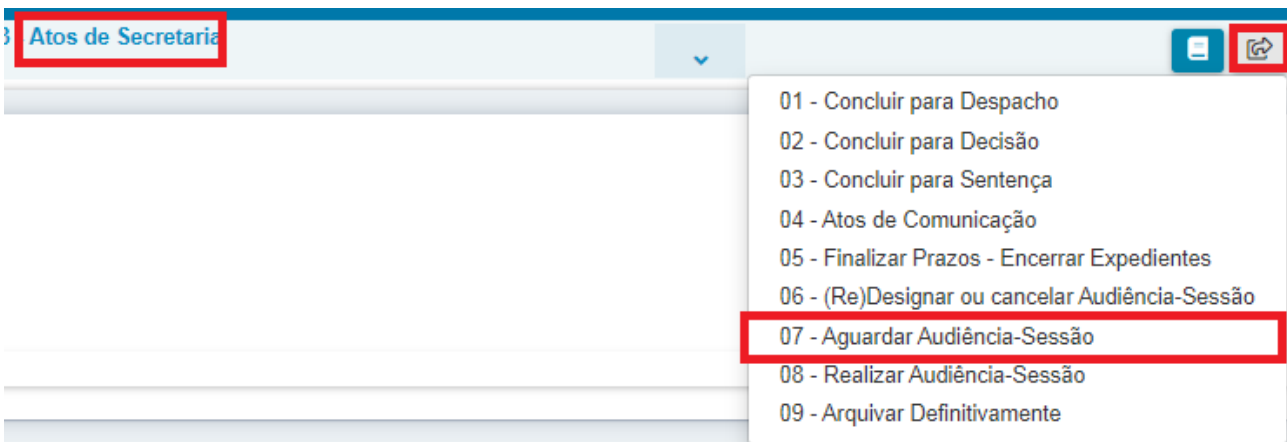 3 - Atos de Secretaria
01 - Concluir para Despacho
02 - Concluir para Decisão
03 - Concluir para Sentença
04 - Atos de Comunicação
05 - Finalizar Prazos - Encerrar Expedientes
06 - (Re)Designar ou cancelar Audiência-Sessão
07 - Aguardar Audiência-Sessão
08 - Realizar Audiência-Sessão
09 - Arquivar Definitivamente